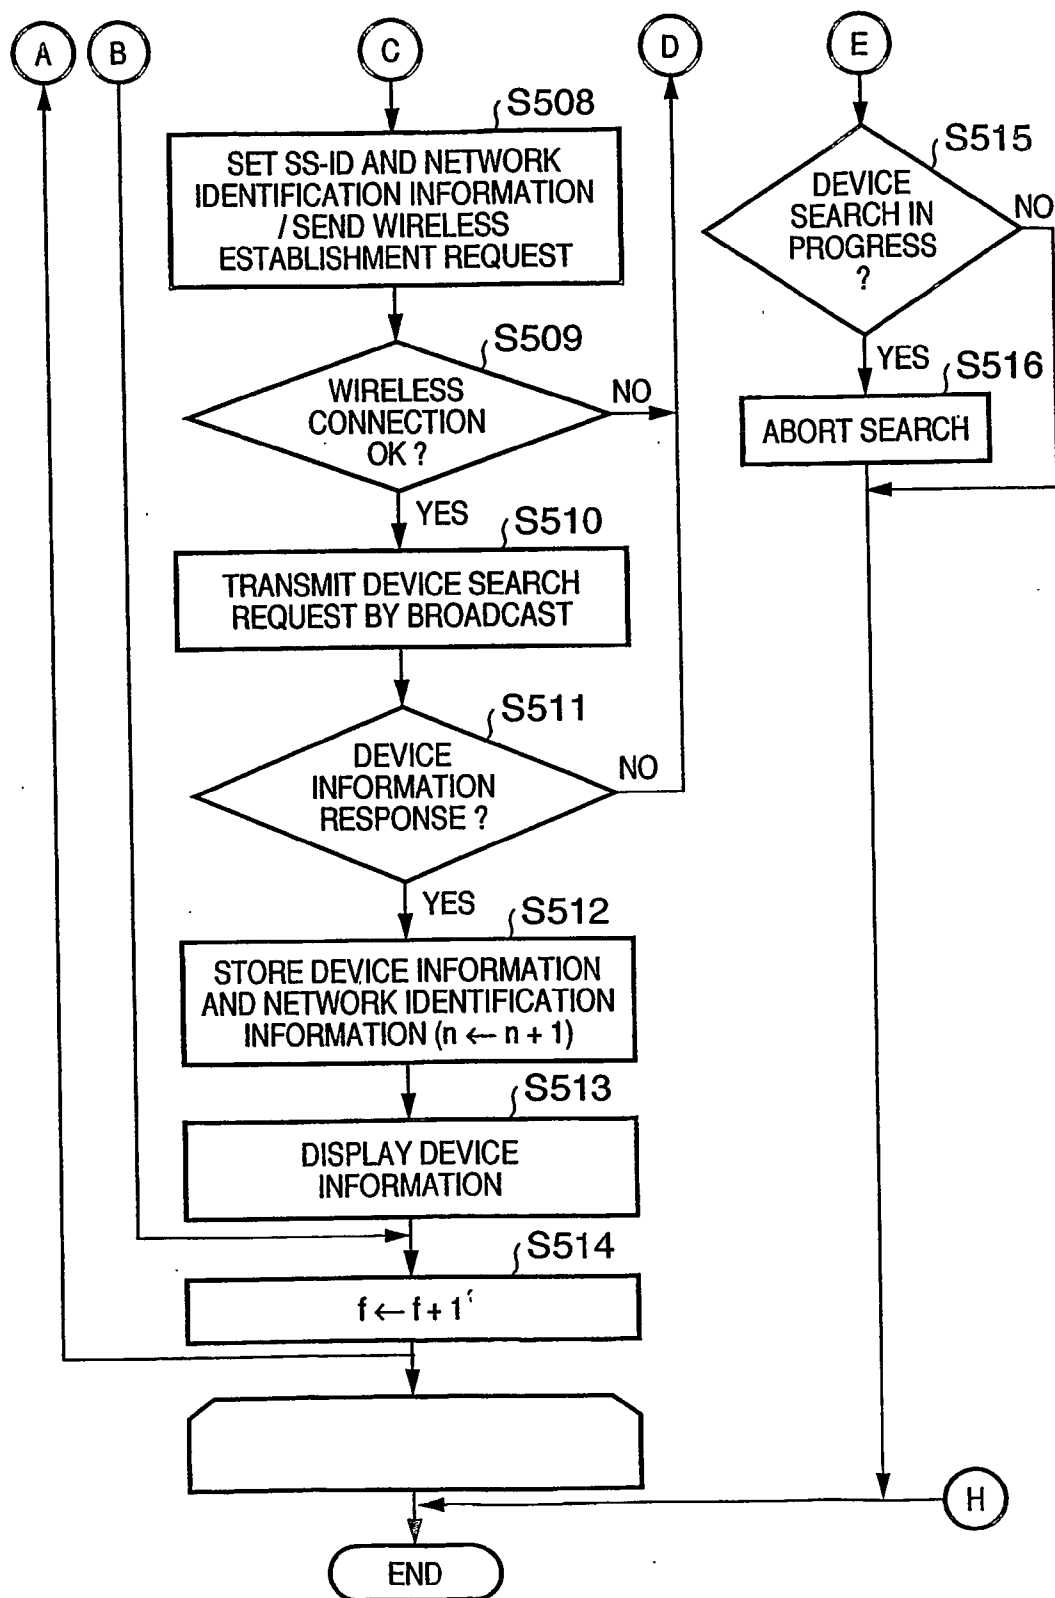 A
B
C
D
E
S508
SET SS-ID AND NETWORK
IDENTIFICATION INFORMATION
/ SEND WIRELESS
ESTABLISHMENT REQUEST
S509
WIRELESS
CONNECTION
OK ?
NO
YES
S510
TRANSMIT DEVICE SEARCH
REQUEST BY BROADCAST
S511
DEVICE
INFORMATION
RESPONSE ?
NO
YES
S512
STORE DEVICE INFORMATION
AND NETWORK IDENTIFICATION
INFORMATION (n ← n + 1)
S513
DISPLAY DEVICE
INFORMATION
S514
f ← f + 1
S515
DEVICE
SEARCH IN
PROGRESS
?
NO
YES
S516
ABORT SEARCH
H
END